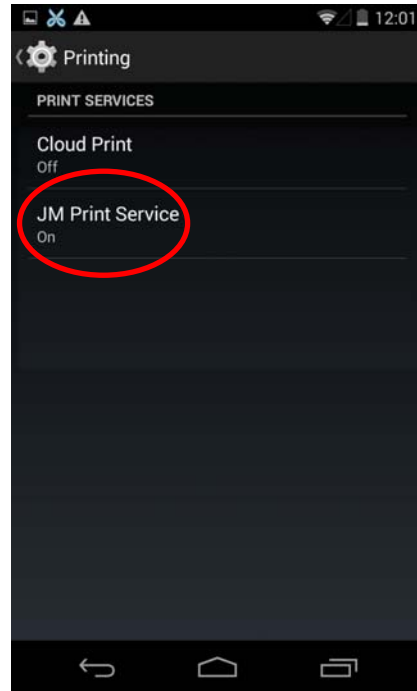 12:01
Printing
PRINT SERVICES
Cloud Print
Off
JM Print Service
On